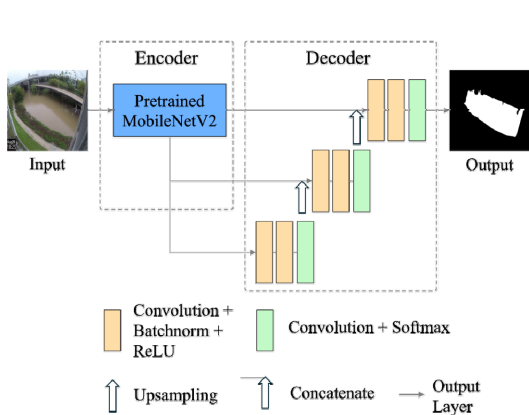 Encoder
Decoder
Pretrained
MobileNetV2
Input
Output
Convolution +
Batchnorm +
ReLU
Convolution + Softmax
Upsampling
Concatenate
Output
Layer